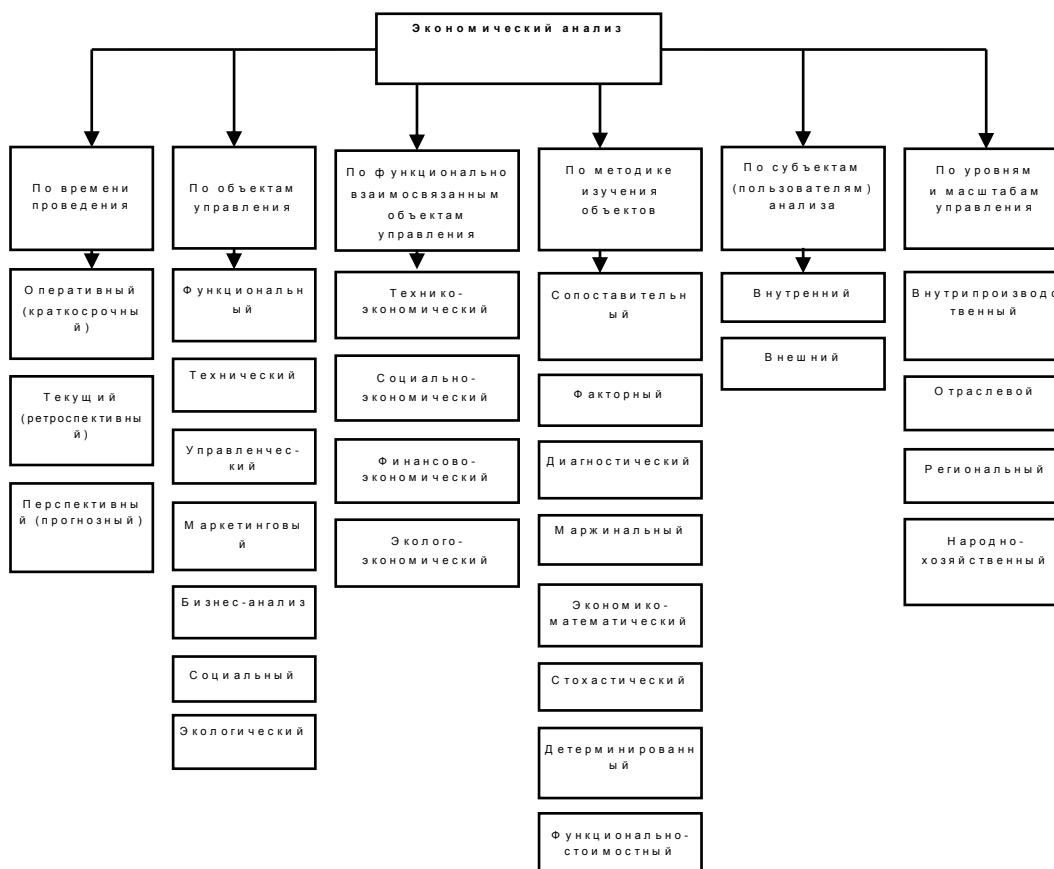 Экономический анализ
По времени
проведения
По объектам
управления
По функционально
взаимосвязанным
объектам
управления
По методике
изучения
объектов
По субъектам
(пользователям)
анализа
По уровням
и масштабам
управления
Оперативный
(краткосрочны
й)
Текущий
(ретроспективны
й)
Перспективны
й (прогнозный)
Функциональн
ый
Технический
Управленчес-
кий
Маркетинговы
й
Бизнес-анализ
Социальный
Экологический
Технико-
экономический
Социально-
экономический
Финансово-
экономический
Эколого-
экономический
Сопоставительн
ый
Факторный
Диагностический
Маржинальный
Экономико-
математический
Стохастический
Детерминированн
ый
Функционально-
стоимостный
Внутренний
Внешний
Внутрипроизводс
твенный
Отраслевой
Региональный
Народно-
хозяйственный